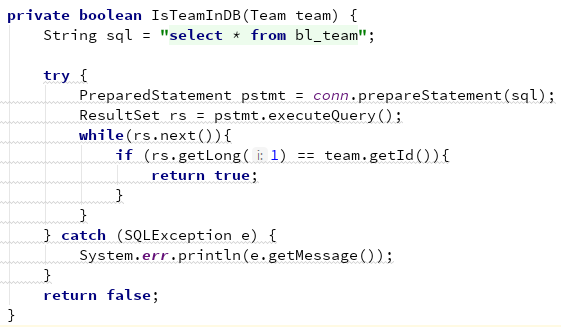 private boolean IsTeamInDB(Team team) {
    String sql = "select * from bl_team";

    try {
        PreparedStatement pstmt = conn.prepareStatement(sql);
        ResultSet rs = pstmt.executeQuery();
        while(rs.next()){
            if (rs.getLong( i: 1) == team.getId()){
                return true;
            }
        }
    } catch (SQLException e) {
        System.err.println(e.getMessage());
    }
    return false;
}